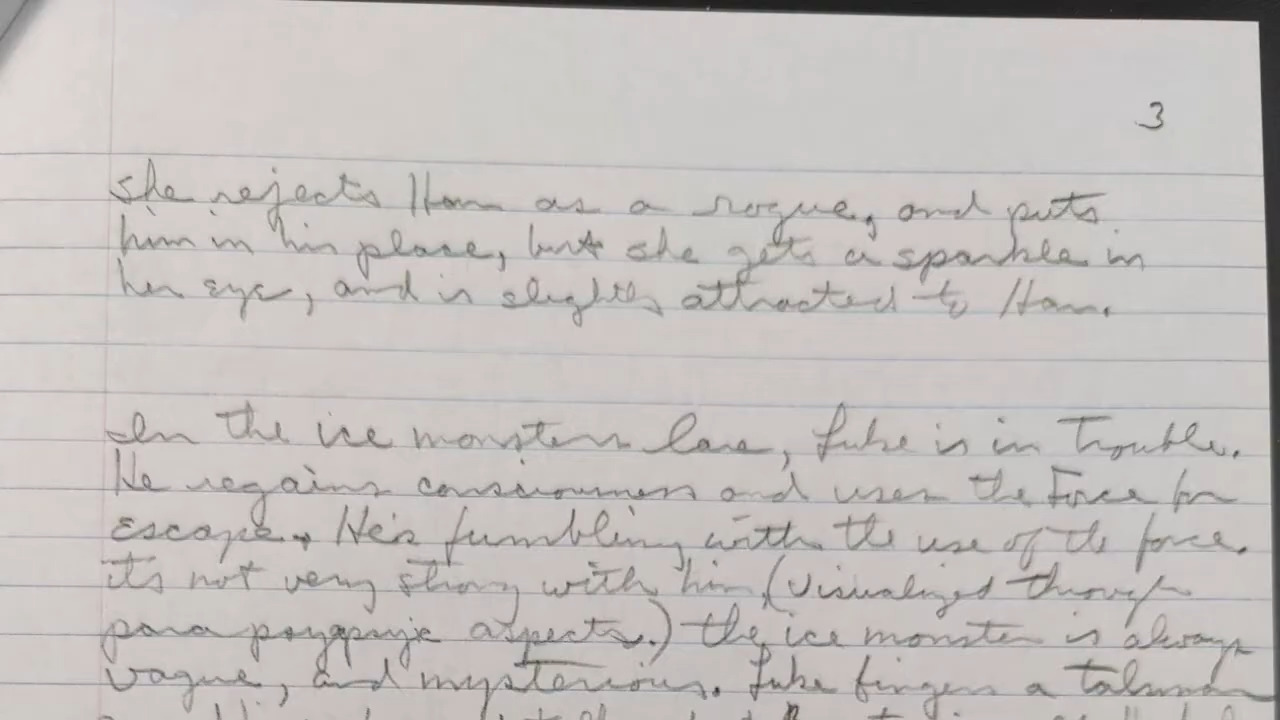 3
she rejects Han as a rogue, and puts
him in his place, but she gets a sparkle in
her eye, and is slightly attracted to Han.
In the ice monsters lare, Luke is in Trouble.
He regains consciousness and uses the Force for
escape. He's fumbling with the use of the force.
its not very strong with him (visualized through
para aspects.) the ice monster is always
vague, and mysterious. Luke fingers a talisman